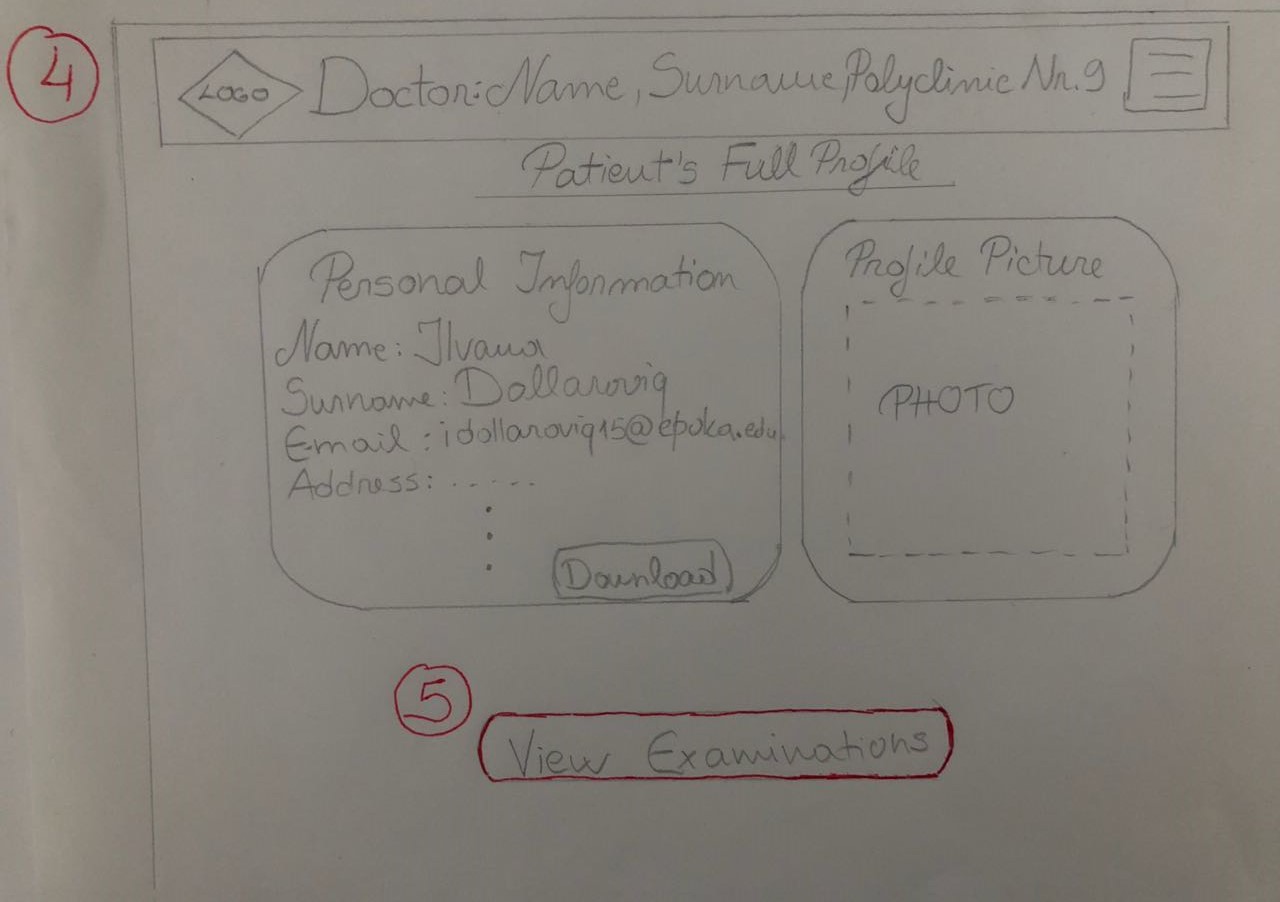 4
LOGO Doctor: Name, Surname, Polyclinic Nr.9
Patient's Full Profile
Personal Information
Name: Ilvana
Surname: Dollaroviq
Email: idollaroviq15@epoka.edu.
Address: .....
Download
Profile Picture
PHOTO
5
View Examinations